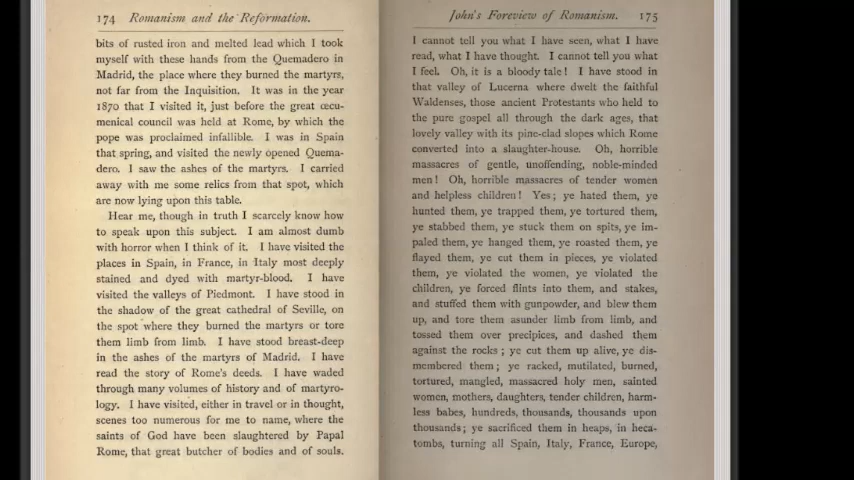 174 Romanism and the Reformation.
bits of rusted iron and melted lead which I took
myself with these hands from the Quemadero in
Madrid, the place where they burned the martyrs,
not far from the Inquisition. It was in the year
1870 that I visited it, just before the great œcu-
menical council was held at Rome, by which the
pope was proclaimed infallible. I was in Spain
that spring, and visited the newly opened Quema-
dero. I saw the ashes of the martyrs. I carried
away with me some relics from that spot, which
are now lying upon this table.
Hear me, though in truth I scarcely know how
to speak upon this subject. I am almost dumb
with horror when I think of it. I have visited the
places in Spain, in France, in Italy most deeply
stained and dyed with martyr-blood. I have
visited the valleys of Piedmont. I have stood in
the shadow of the great cathedral of Seville, on
the spot where they burned the martyrs or tore
them limb from limb. I have stood breast-deep
in the ashes of the martyrs of Madrid. I have
read the story of Rome's deeds. I have waded
through many volumes of history and of martyro-
logy. I have visited, either in travel or in thought,
scenes too numerous for me to name, where the
saints of God have been slaughtered by Papal
Rome, that great butcher of bodies and of souls.
John's Foreview of Romanism. 175
I cannot tell you what I have seen, what I have
read, what I have thought. I cannot tell you what
I feel. Oh, it is a bloody tale! I have stood in
that valley of Lucerna where dwelt the faithful
Waldenses, those ancient Protestants who held to
the pure gospel all through the dark ages, that
lovely valley with its pine-clad slopes which Rome
converted into a slaughter-house. Oh, horrible
massacres of gentle, unoffending, noble-minded
men! Oh, horrible massacres of tender women
and helpless children! Yes; ye hated them, ye
hunted them, ye trapped them, ye tortured them,
ye stabbed them, ye stuck them on spits, ye im-
paled them, ye hanged them, ye roasted them, ye
flayed them, ye cut them in pieces, ye violated
them, ye violated the women, ye violated the
children, ye forced flints into them, and stakes,
and stuffed them with gunpowder, and blew them
up, and tore them asunder limb from limb, and
tossed them over precipices, and dashed them
against the rocks; ye cut them up alive, ye dis-
membered them; ye racked, mutilated, burned,
tortured, mangled, massacred holy men, sainted
women, mothers, daughters, tender children, harm-
less babes, hundreds, thousands, thousands upon
thousands; ye sacrificed them in heaps, in heca-
tombs, turning all Spain, Italy, France, Europe,